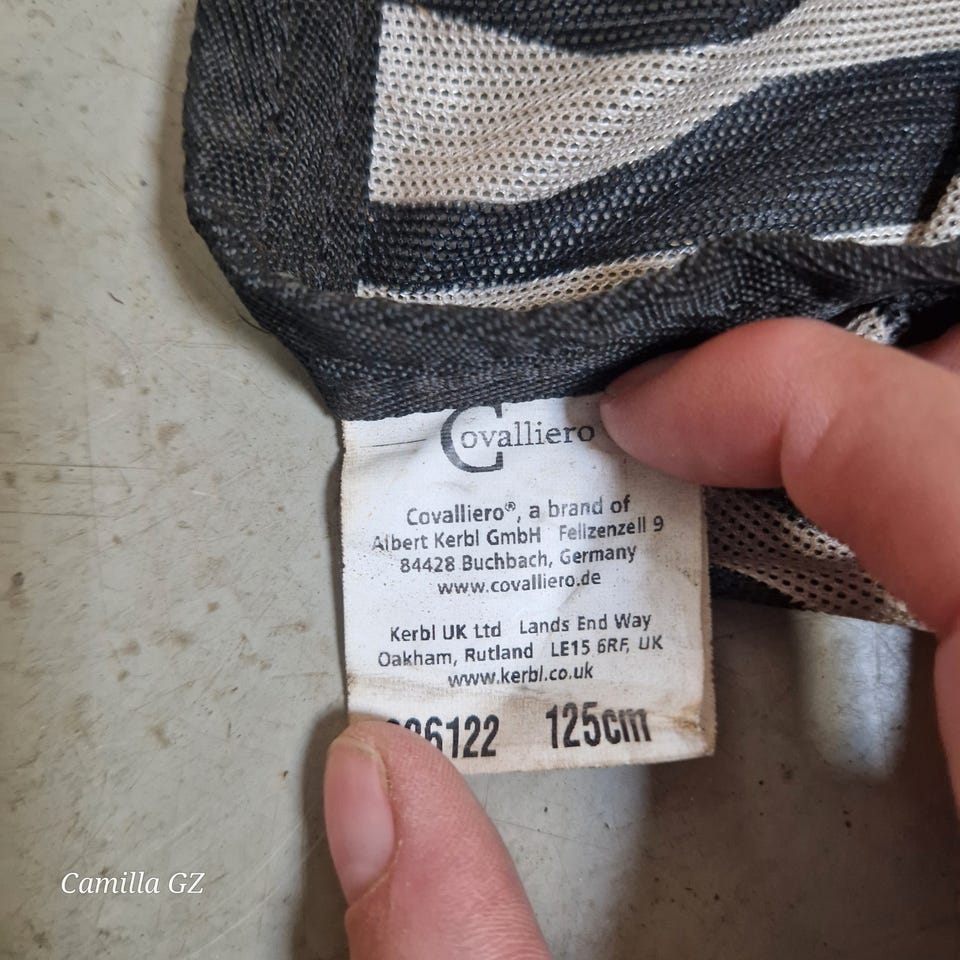 Covalliero
Covalliero®, a brand of
Albert Kerbl GmbH Felizenzell 9
84428 Buchbach, Germany
www.covalliero.de
Kerbl UK Ltd Lands End Way
Oakham, Rutland LE15 6RF, UK
www.kerbl.co.uk
125cm
Camilla GZ